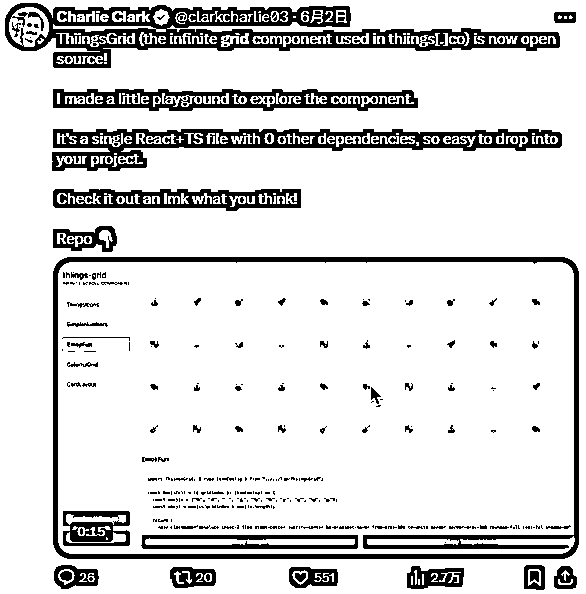 Charlie Clark @clarkcharlie03 · 6月2日
ThiingsGrid (the infinite grid component used in thiings[.]co) is now open
source!
I made a little playground to explore the component.
It's a single React+TS file with 0 other dependencies, so easy to drop into
your project.
Check it out an lmk what you think!
Repo 👇
thiings-grid
ThiingsIcons
SimpleNumbers
EmojiFun
ColorfulGrid
CardLayout
EmojiFun
0:15
26 20 551 2.7万